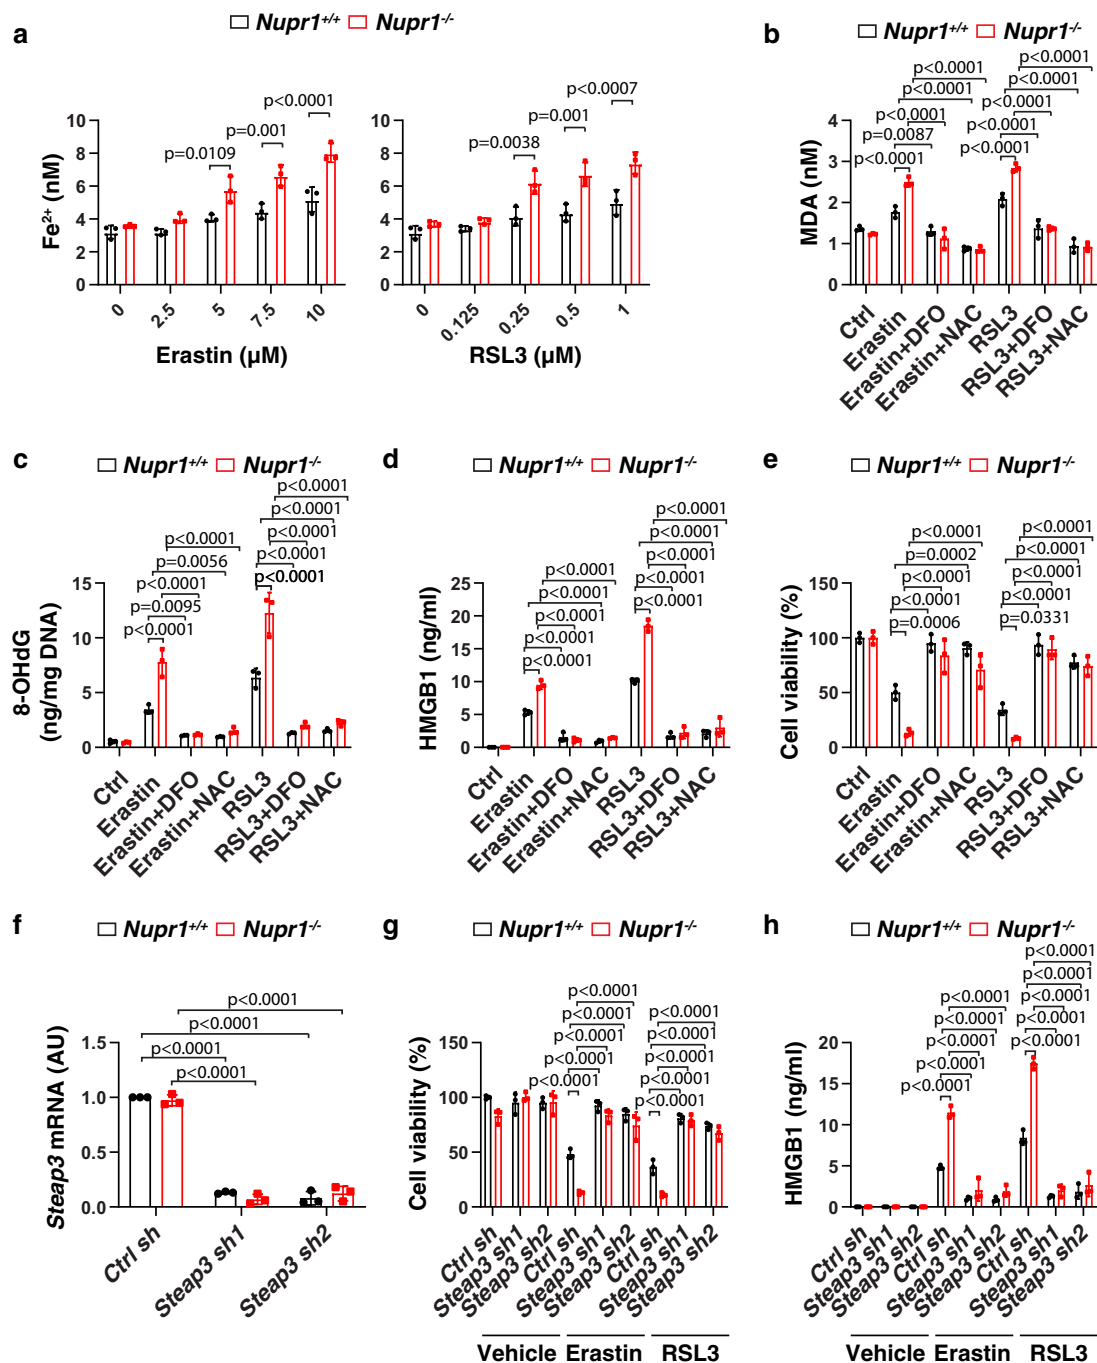 a
Nupr1+/+ Nupr1-/-
p<0.0001
p=0.001
p=0.0109
Fe2+ (nM)
10
8
6
4
2
0
0 2.5 5 7.5 10
Erastin (μM)
p<0.0007
p=0.001
p=0.0038
10
8
6
4
2
0
0 0.125 0.25 0.5 1
RSL3 (μM)
b
Nupr1+/+ Nupr1-/-
p<0.0001
p<0.0001
p<0.0001
p=0.0087
p<0.0001
p<0.0001
p<0.0001
p<0.0001
p<0.0001
p<0.0001
MDA (nM)
4
3
2
1
0
Ctrl
Erastin
Erastin+DFO
Erastin+NAC
RSL3
RSL3+DFO
RSL3+NAC
c
Nupr1+/+ Nupr1-/-
p<0.0001
p=0.0056
p<0.0001
p=0.0095
p<0.0001
p<0.0001
p<0.0001
p<0.0001
p<0.0001
p<0.0001
8-OHdG
(ng/mg DNA)
15
10
5
0
Ctrl
Erastin
Erastin+DFO
Erastin+NAC
RSL3
RSL3+DFO
RSL3+NAC
d
Nupr1+/+ Nupr1-/-
p<0.0001
p<0.0001
p<0.0001
p<0.0001
p<0.0001
p<0.0001
p<0.0001
p<0.0001
p<0.0001
p<0.0001
HMGB1 (ng/ml)
25
20
15
10
5
0
Ctrl
Erastin
Erastin+DFO
Erastin+NAC
RSL3
RSL3+DFO
RSL3+NAC
e
Nupr1+/+ Nupr1-/-
p<0.0001
p=0.0002
p<0.0001
p<0.0001
p=0.0006
p<0.0001
p<0.0001
p<0.0001
p<0.0001
p=0.0331
Cell viability (%)
150
100
50
0
Ctrl
Erastin
Erastin+DFO
Erastin+NAC
RSL3
RSL3+DFO
RSL3+NAC
f
Nupr1+/+ Nupr1-/-
p<0.0001
p<0.0001
p<0.0001
p<0.0001
Steap3 mRNA (AU)
1.5
1.0
0.5
0.0
Ctrl sh
Steap3 sh1
Steap3 sh2
g
Nupr1+/+ Nupr1-/-
p<0.0001
p<0.0001
p<0.0001
p<0.0001
p<0.0001
p<0.0001
p<0.0001
p<0.0001
p<0.0001
p<0.0001
Cell viability (%)
150
100
50
0
Ctrl sh
Steap3 sh1
Steap3 sh2
Ctrl sh
Steap3 sh1
Steap3 sh2
Ctrl sh
Steap3 sh1
Steap3 sh2
Vehicle Erastin RSL3
h
Nupr1+/+ Nupr1-/-
p<0.0001
p<0.0001
p<0.0001
p<0.0001
p<0.0001
p<0.0001
p<0.0001
p<0.0001
p<0.0001
p<0.0001
HMGB1 (ng/ml)
20
15
10
5
0
Ctrl sh
Steap3 sh1
Steap3 sh2
Ctrl sh
Steap3 sh1
Steap3 sh2
Ctrl sh
Steap3 sh1
Steap3 sh2
Vehicle Erastin RSL3